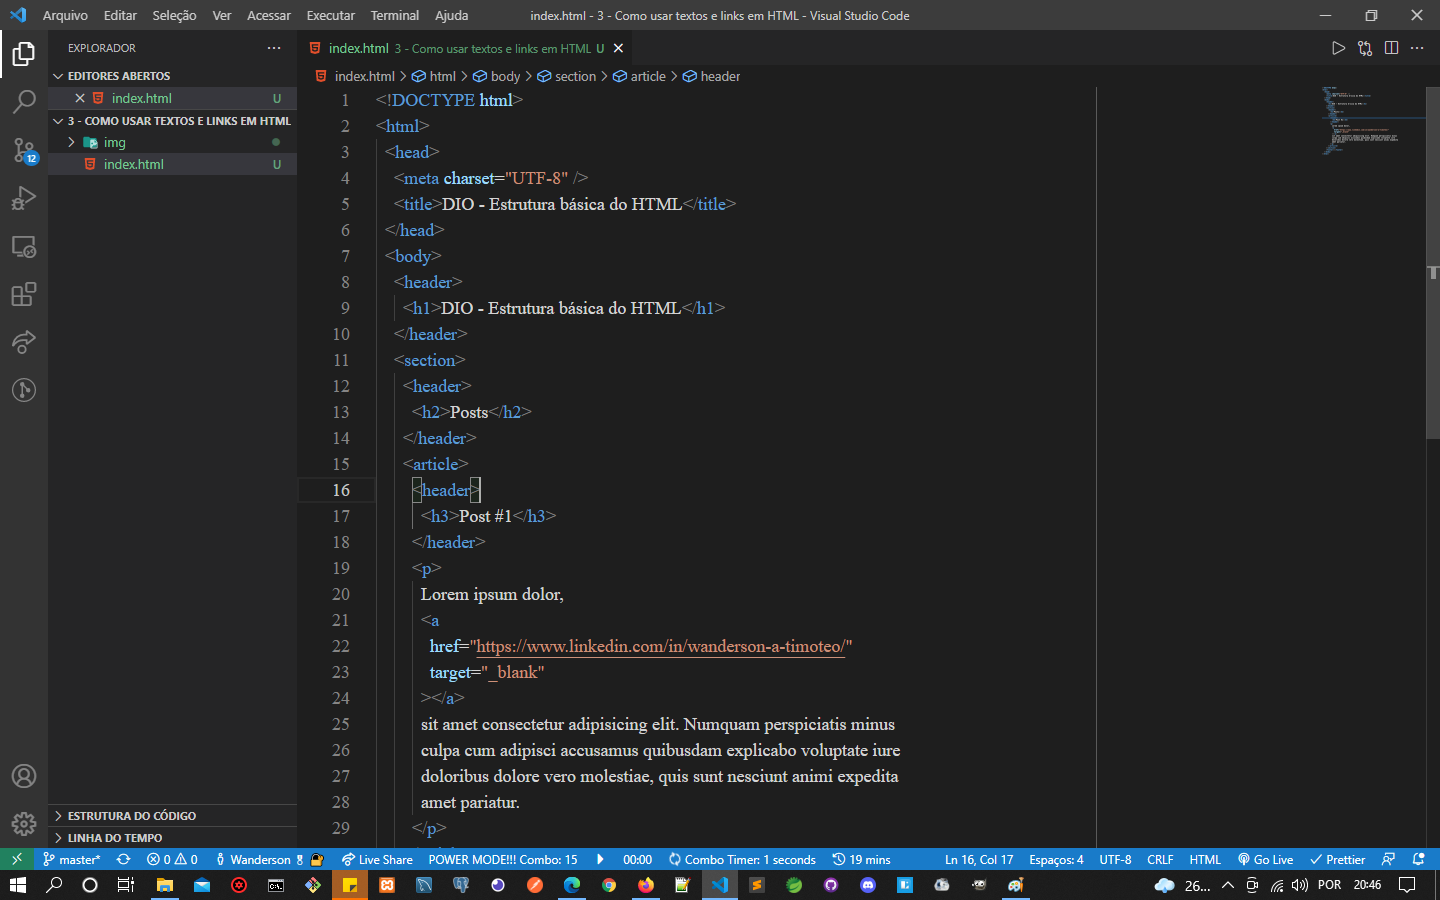 Arquivo Editar Seleção Ver Acessar Executar Terminal Ajuda
index.html - 3 - Como usar textos e links em HTML - Visual Studio Code
EXPLORADOR
EDITORES ABERTOS
index.html U
3 - COMO USAR TEXTOS E LINKS EM HTML
img
index.html U
12
index.html 3 - Como usar textos e links em HTML U
index.html > html > body > section > article > header
1 <!DOCTYPE html>
2 <html>
3 <head>
4 <meta charset="UTF-8" />
5 <title>DIO - Estrutura básica do HTML</title>
6 </head>
7 <body>
8 <header>
9 <h1>DIO - Estrutura básica do HTML</h1>
10 </header>
11 <section>
12 <header>
13 <h2>Posts</h2>
14 </header>
15 <article>
16 <header>
17 <h3>Post #1</h3>
18 </header>
19 <p>
20 Lorem ipsum dolor,
21 <a
22 href="https://www.linkedin.com/in/wanderson-a-timoteo/"
23 target="_blank"
24 ></a>
25 sit amet consectetur adipisicing elit. Numquam perspiciatis minus
26 culpa cum adipisci accusamus quibusdam explicabo voluptate iure
27 doloribus dolore vero molestiae, quis sunt nesciunt animi expedita
28 amet pariatur.
29 </p>
ESTRUTURA DO CÓDIGO
LINHA DO TEMPO
master* 0 0 Wanderson Live Share POWER MODE!!! Combo: 15 00:00 Combo Timer: 1 seconds 19 mins Ln 16, Col 17 Espaços: 4 UTF-8 CRLF HTML Go Live Prettier
26... POR 20:46